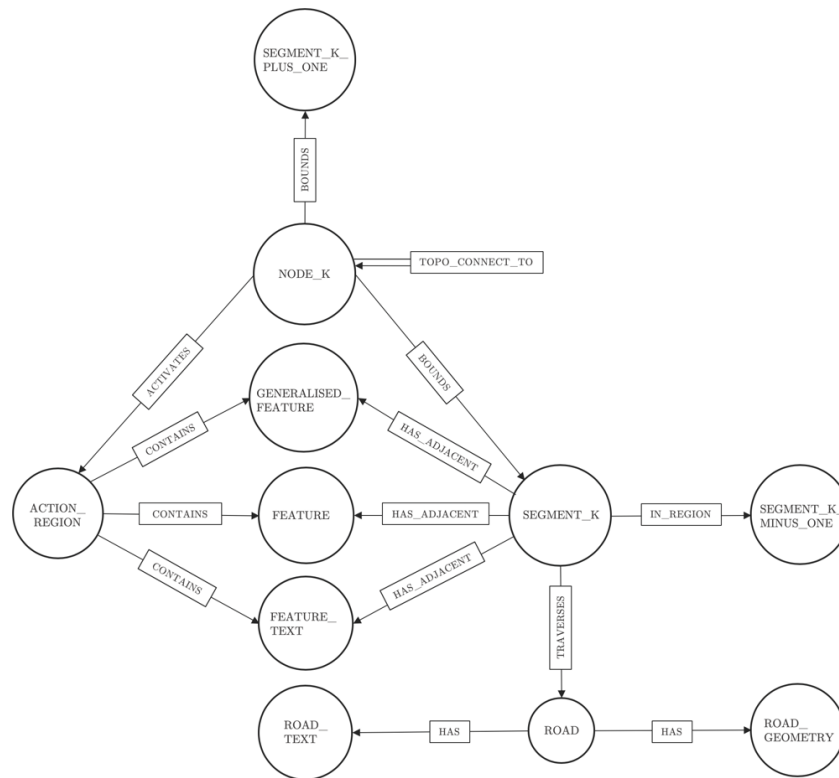 SEGMENT_K_
PLUS_ONE
BOUNDS
NODE_K
TOPO_CONNECT_TO
ACTIVATES
BOUNDS
GENERALISED_
FEATURE
CONTAINS
HAS_ADJACENT
ACTION_
REGION
CONTAINS
FEATURE
HAS_ADJACENT
SEGMENT_K
IN_REGION
SEGMENT_K_
MINUS_ONE
CONTAINS
HAS_ADJACENT
FEATURE_
TEXT
TRAVERSES
ROAD_
TEXT
HAS
ROAD
HAS
ROAD_
GEOMETRY